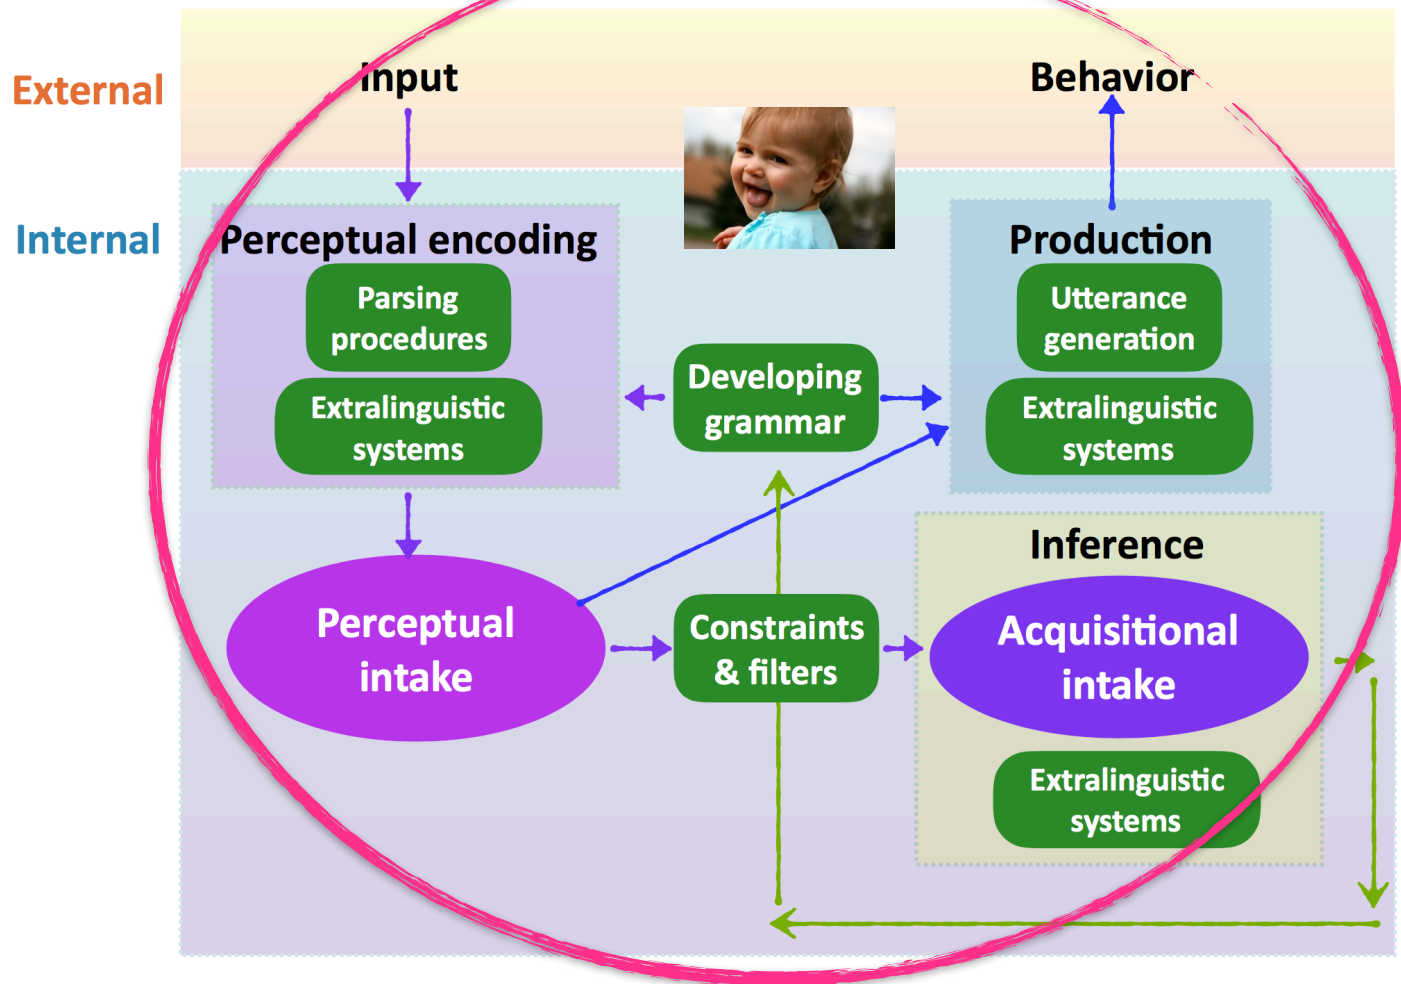 External
Input
Behavior
Internal
Perceptual encoding
Parsing
procedures
Extralinguistic
systems
Developing
grammar
Production
Utterance
generation
Extralinguistic
systems
Perceptual
intake
Constraints
& filters
Inference
Acquisitional
intake
Extralinguistic
systems